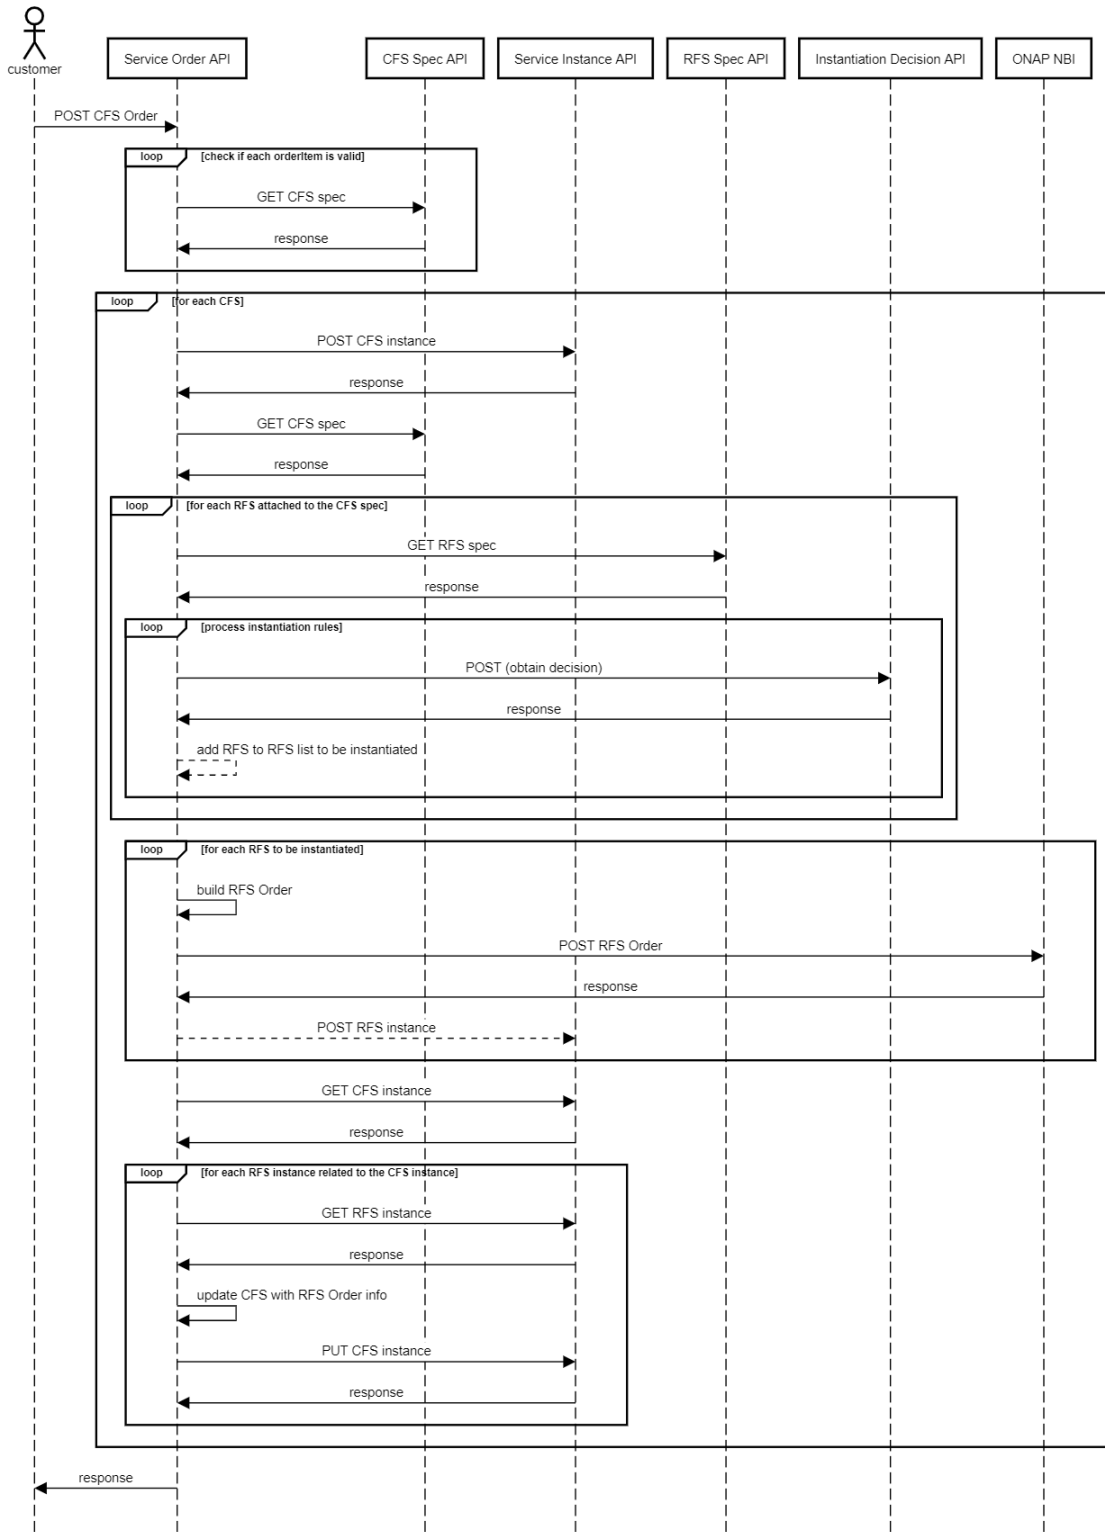 customer
Service Order API
CFS Spec API
Service Instance API
RFS Spec API
Instantiation Decision API
ONAP NBI
POST CFS Order
loop [check if each orderItem is valid]
GET CFS spec
response
loop [for each CFS]
POST CFS instance
response
GET CFS spec
response
loop [for each RFS attached to the CFS spec]
GET RFS spec
response
loop [process instantiation rules]
POST (obtain decision)
response
add RFS to RFS list to be instantiated
loop [for each RFS to be instantiated]
build RFS Order
POST RFS Order
response
POST RFS instance
GET CFS instance
response
loop [for each RFS instance related to the CFS instance]
GET RFS instance
response
update CFS with RFS Order info
PUT CFS instance
response
response